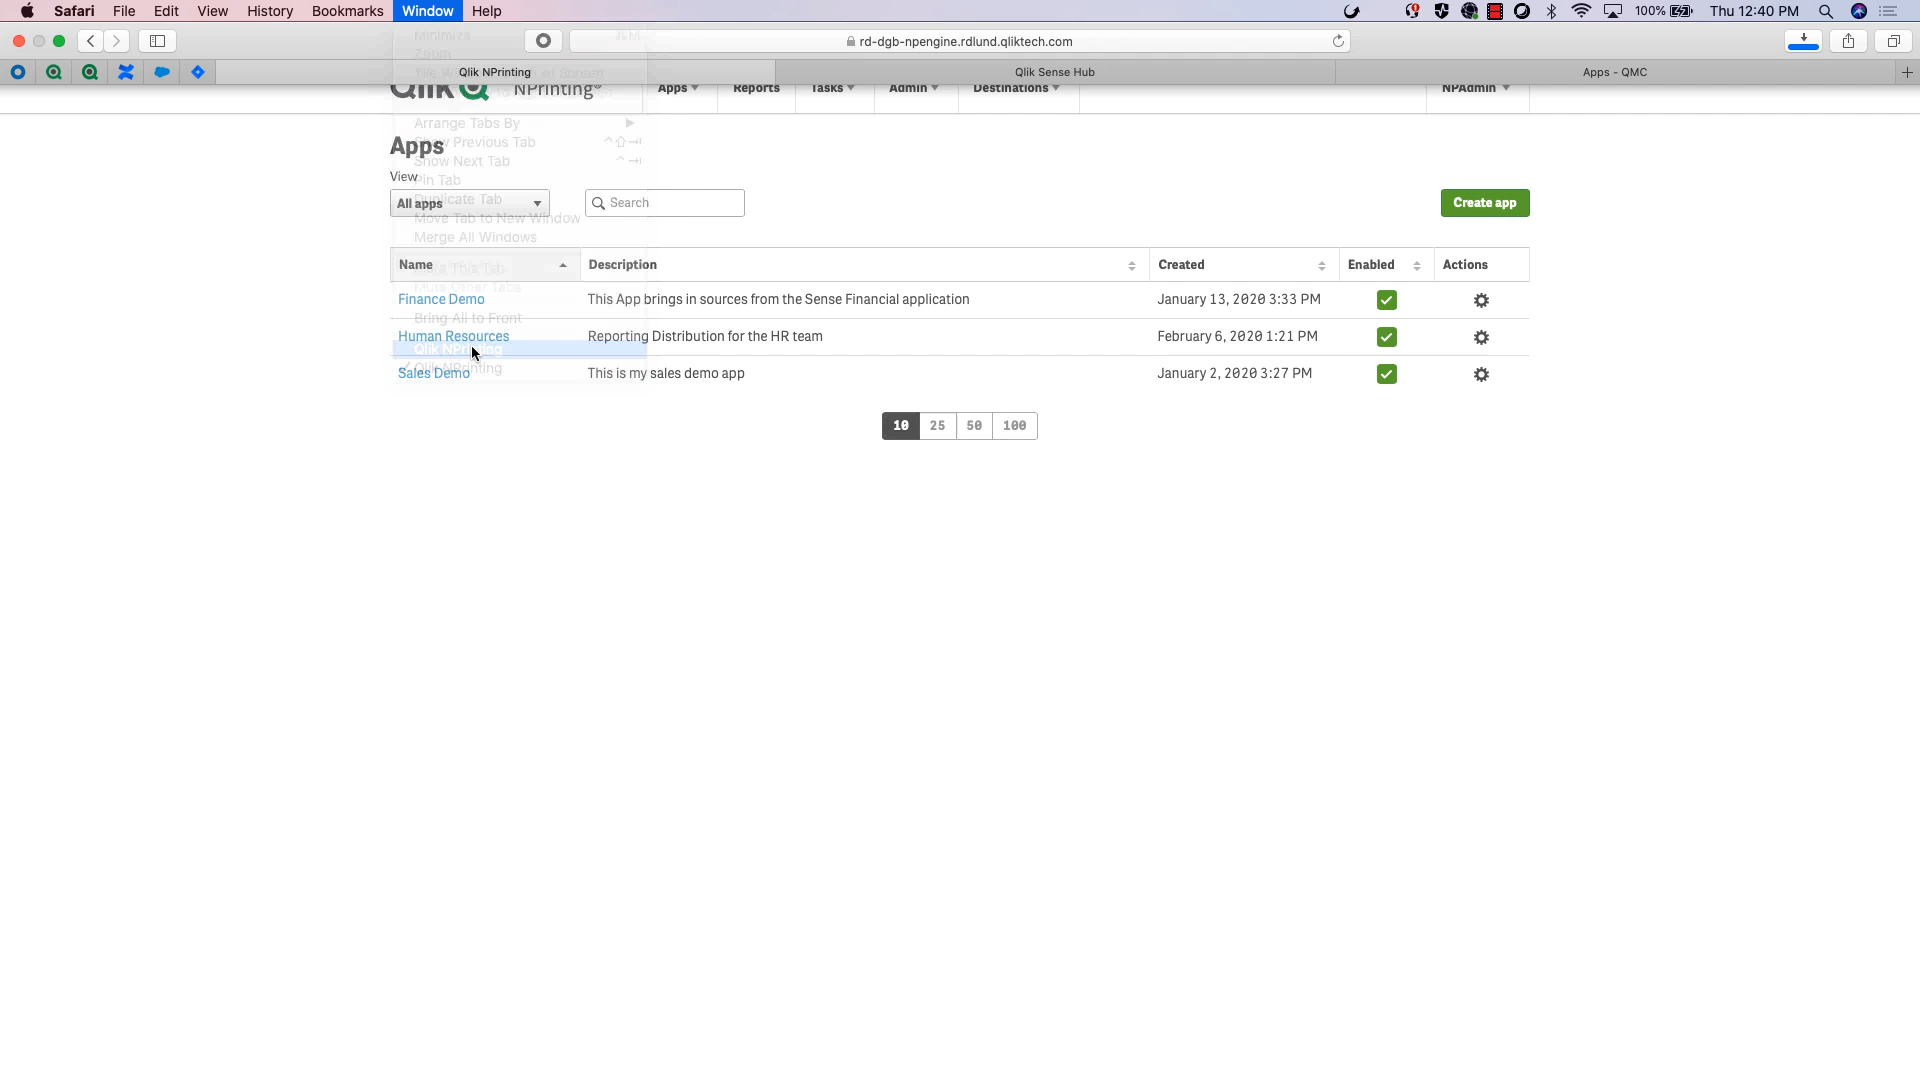 Safari File Edit View History Bookmarks Window Help 100% Thu 12:40 PM
rd-dgb-npengine.rdlund.qliktech.com
Qlik NPrinting Qlik Sense Hub Apps - QMC
Qlik NPrinting® Apps Reports Tasks Admin Destinations NPAdmin
Minimize ⌘M
Zoom
Arrange Tabs By
Show Previous Tab
Show Next Tab
Pin Tab
Duplicate Tab
Move Tab to New Window
Merge All Windows
Mute This Tab
Mute Other Tabs
Bring All to Front
Qlik NPrinting
✓ Qlik NPrinting
Apps
View
All apps Search Create app
Name Description Created Enabled Actions
Finance Demo This App brings in sources from the Sense Financial application January 13, 2020 3:33 PM
Human Resources Reporting Distribution for the HR team February 6, 2020 1:21 PM
Sales Demo This is my sales demo app January 2, 2020 3:27 PM
10 25 50 100